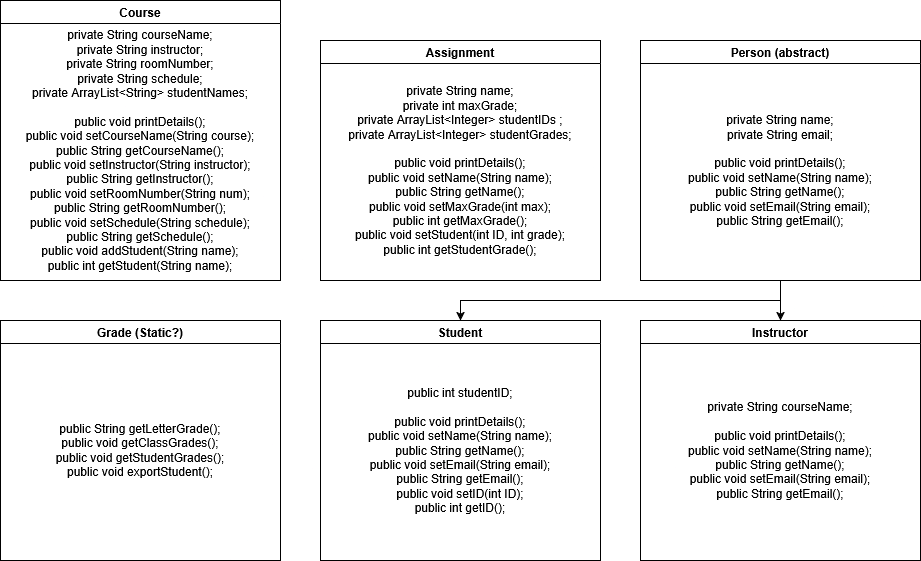 Course
private String courseName;
private String instructor;
private String roomNumber;
private String schedule;
private ArrayList<String> studentNames;
public void printDetails();
public void setCourseName(String course);
public String getCourseName();
public void setInstructor(String instructor);
public String getInstructor();
public void setRoomNumber(String num);
public String getRoomNumber();
public void setSchedule(String schedule);
public String getSchedule();
public void addStudent(String name);
public int getStudent(String name);
Assignment
private String name;
private int maxGrade;
private ArrayList<Integer> studentIDs ;
private ArrayList<Integer> studentGrades;
public void printDetails();
public void setName(String name);
public String getName();
public void setMaxGrade(int max);
public int getMaxGrade();
public void setStudent(int ID, int grade);
public int getStudentGrade();
Person (abstract)
private String name;
private String email;
public void printDetails();
public void setName(String name);
public String getName();
public void setEmail(String email);
public String getEmail();
Grade (Static?)
public String getLetterGrade();
public void getClassGrades();
public void getStudentGrades();
public void exportStudent();
Student
public int studentID;
public void printDetails();
public void setName(String name);
public String getName();
public void setEmail(String email);
public String getEmail();
public void setID(int ID);
public int getID();
Instructor
private String courseName;
public void printDetails();
public void setName(String name);
public String getName();
public void setEmail(String email);
public String getEmail();